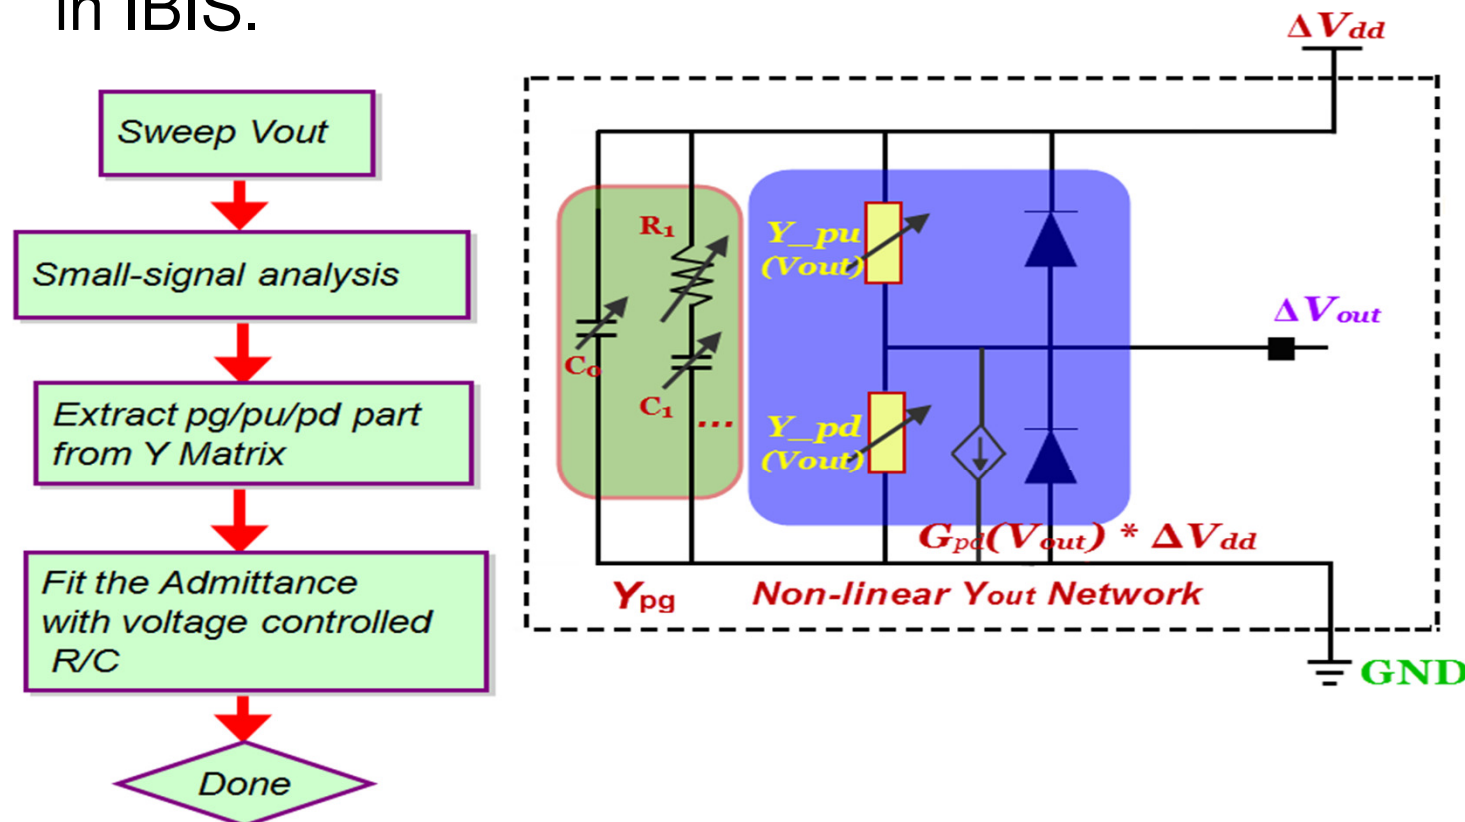 in IBIS.
Sweep Vout
Small-signal analysis
Extract pg/pu/pd part
from Y Matrix
Fit the Admittance
with voltage controlled
R/C
Done
ΔVdd
R₁
C₀
C₁
...
Y_pu
(Vout)
Y_pd
(Vout)
ΔVout
Gpd(Vout) * ΔVdd
Ypg
Non-linear Yout Network
GND